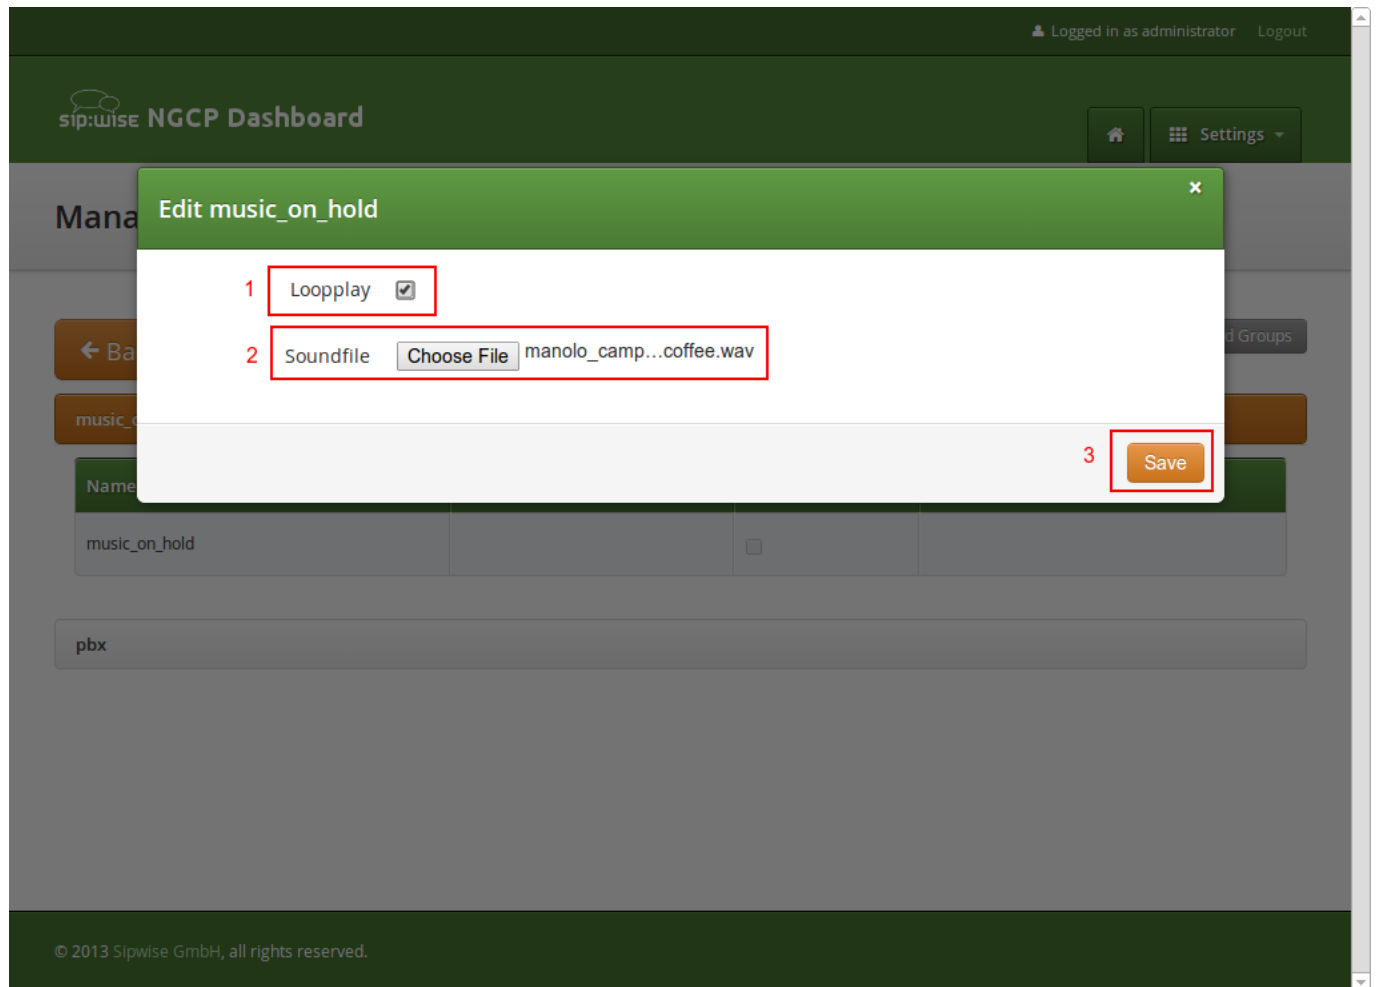 Logged in as administrator Logout
sip:wise NGCP Dashboard
Settings
Mana
Edit music_on_hold
×
1 Loopplay
2 Soundfile Choose File manolo_camp...coffee.wav
d Groups
Ba
music_
3 Save
Name
music_on_hold
pbx
© 2013 Sipwise GmbH, all rights reserved.